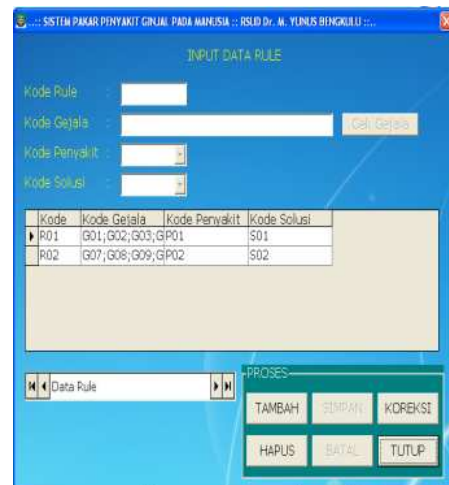 ..:: SISTEM PAKAR PENYAKIT GINJAL PADA MANUSIA :: RSUD Dr. M. YUNUS BENGKULU ::..
INPUT DATA RULE
Kode Rule :
Kode Gejala : Cek Gejala
Kode Penyakit :
Kode Solusi :
Kode Kode Gejala Kode Penyakit Kode Solusi
R01 G01;G02;G03;G P01 S01
R02 G07;G08;G09;G P02 S02
Data Rule
PROSES
TAMBAH SIMPAN KOREKSI
HAPUS BATAL TUTUP